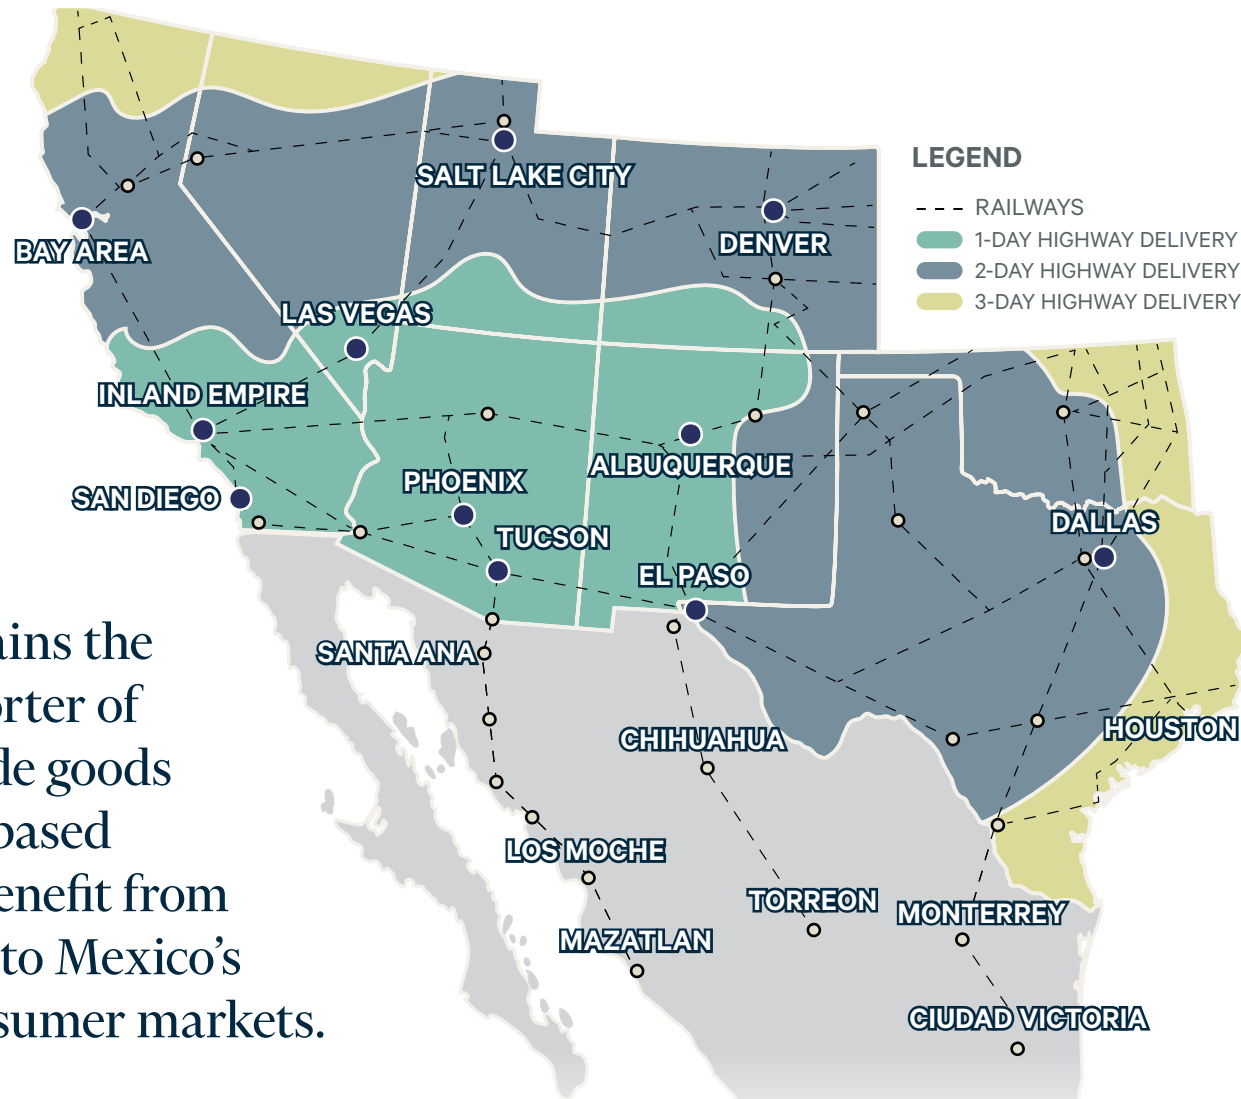 LEGEND
RAILWAYS
1-DAY HIGHWAY DELIVERY
2-DAY HIGHWAY DELIVERY
3-DAY HIGHWAY DELIVERY
SALT LAKE CITY
BAY AREA
DENVER
LAS VEGAS
INLAND EMPIRE
ALBUQUERQUE
PHOENIX
SAN DIEGO
TUCSON
DALLAS
EL PASO
SANTA ANA
CHIHUAHUA
HOUSTON
LOS MOCHE
TORREON
MONTERREY
MAZATLAN
CIUDAD VICTORIA
ains the
orter of
de goods
based
enefit from
to Mexico’s
sumer markets.